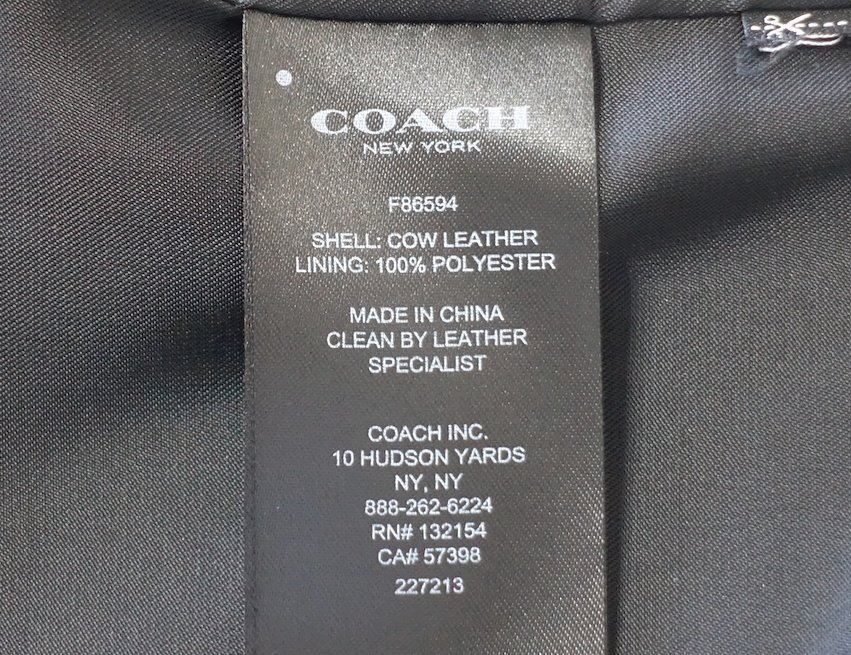 COACH
NEW YORK
F86594
SHELL: COW LEATHER
LINING: 100% POLYESTER
MADE IN CHINA
CLEAN BY LEATHER
SPECIALIST
COACH INC.
10 HUDSON YARDS
NY, NY
888-262-6224
RN# 132154
CA# 57398
227213